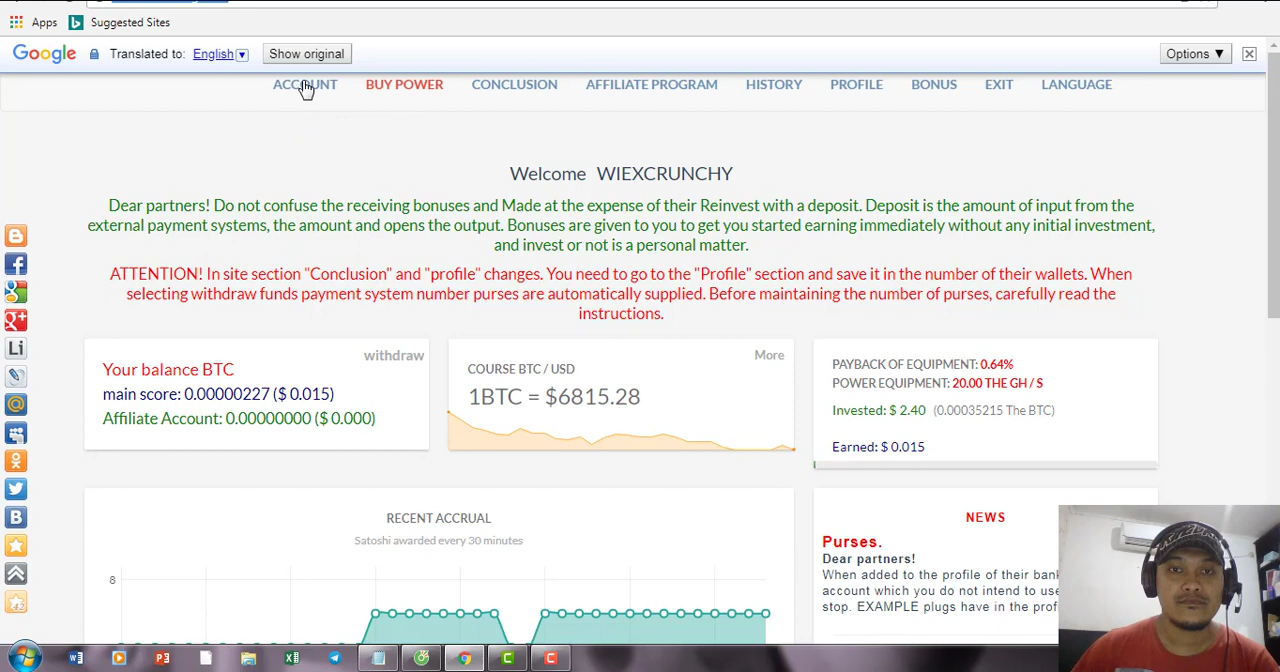 Apps
Suggested Sites
Google
Translated to: English
Show original
Options ▼
ACCOUNT
BUY POWER
CONCLUSION
AFFILIATE PROGRAM
HISTORY
PROFILE
BONUS
EXIT
LANGUAGE
Welcome WIEXCRUNCHY
Dear partners! Do not confuse the receiving bonuses and Made at the expense of their Reinvest with a deposit. Deposit is the amount of input from the
external payment systems, the amount and opens the output. Bonuses are given to you to get you started earning immediately without any initial investment,
and invest or not is a personal matter.
ATTENTION! In site section "Conclusion" and "profile" changes. You need to go to the "Profile" section and save it in the number of their wallets. When
selecting withdraw funds payment system number purses are automatically supplied. Before maintaining the number of purses, carefully read the
instructions.
withdraw
Your balance BTC
main score: 0.00000227 ($ 0.015)
Affiliate Account: 0.00000000 ($ 0.000)
More
COURSE BTC / USD
1BTC = $6815.28
PAYBACK OF EQUIPMENT: 0.64%
POWER EQUIPMENT: 20.00 THE GH / S
Invested: $ 2.40 (0.00035215 The BTC)
Earned: $ 0.015
RECENT ACCRUAL
Satoshi awarded every 30 minutes
8
NEWS
Purses.
Dear partners!
When added to the profile of their bank
account which you do not intend to use
stop. EXAMPLE plugs have in the